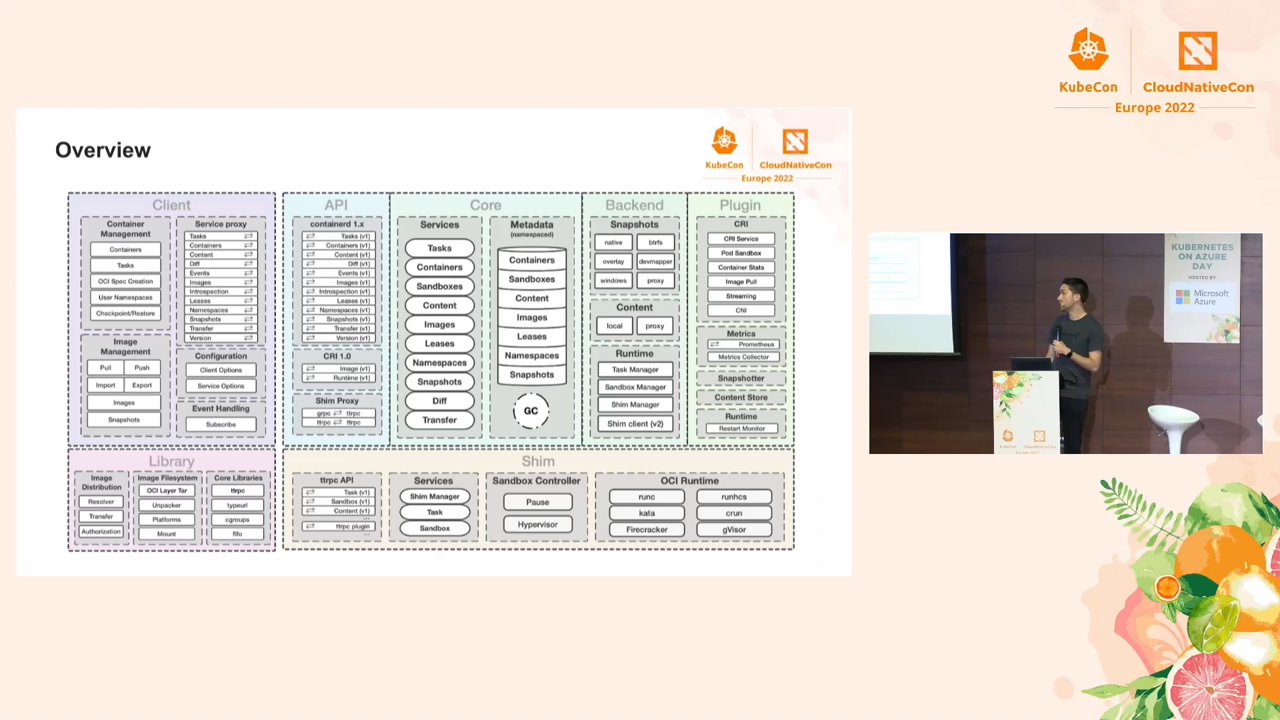 KubeCon
CloudNativeCon
Europe 2022
Overview
KubeCon
CloudNativeCon
Europe 2022
Client
Container
Management
Containers
Tasks
OCI Spec Creation
User Namespaces
Checkpoint/Restore
Image
Management
Pull
Push
Import
Export
Images
Snapshots
Service proxy
Tasks
Containers
Content
Diff
Events
Images
Introspection
Leases
Namespaces
Snapshots
Transfer
Version
Configuration
Client Options
Service Options
Event Handling
Subscribe
API
containerd 1.x
Tasks (v1)
Containers (v1)
Content (v1)
Diff (v1)
Events (v1)
Images (v1)
Introspection (v1)
Leases (v1)
Namespaces (v1)
Snapshots (v1)
Transfer (v1)
Version (v1)
CRI 1.0
Image (v1)
Runtime (v1)
Shim Proxy
grpc ⇄ ttrpc
ttrpc ⇄ ttrpc
Core
Services
Tasks
Containers
Sandboxes
Content
Images
Leases
Namespaces
Snapshots
Diff
Transfer
Metadata
(namespaced)
Containers
Sandboxes
Content
Images
Leases
Namespaces
Snapshots
GC
Backend
Snapshots
native
btrfs
overlay
devmapper
windows
proxy
Content
local
proxy
Runtime
Task Manager
Sandbox Manager
Shim Manager
Shim client (v2)
Plugin
CRI
CRI Service
Pod Sandbox
Container Stats
Image Pull
Streaming
CNI
Metrics
Prometheus
Metrics Collector
Snapshotter
Content Store
Runtime
Restart Monitor
Library
Image
Distribution
Resolver
Transfer
Authorization
Image Filesystem
OCI Layer Tar
Unpacker
Platforms
Mount
Core Libraries
ttrpc
typeurl
cgroups
fifo
Shim
ttrpc API
Task (v1)
Sandbox (v1)
Content (v1)
...
ttrpc plugin
...
Services
Shim Manager
Task
Sandbox
Sandbox Controller
Pause
Hypervisor
OCI Runtime
runc
runhcs
kata
crun
Firecracker
gVisor
KUBERNETES
ON AZURE
DAY
HOSTED BY
Microsoft
Azure